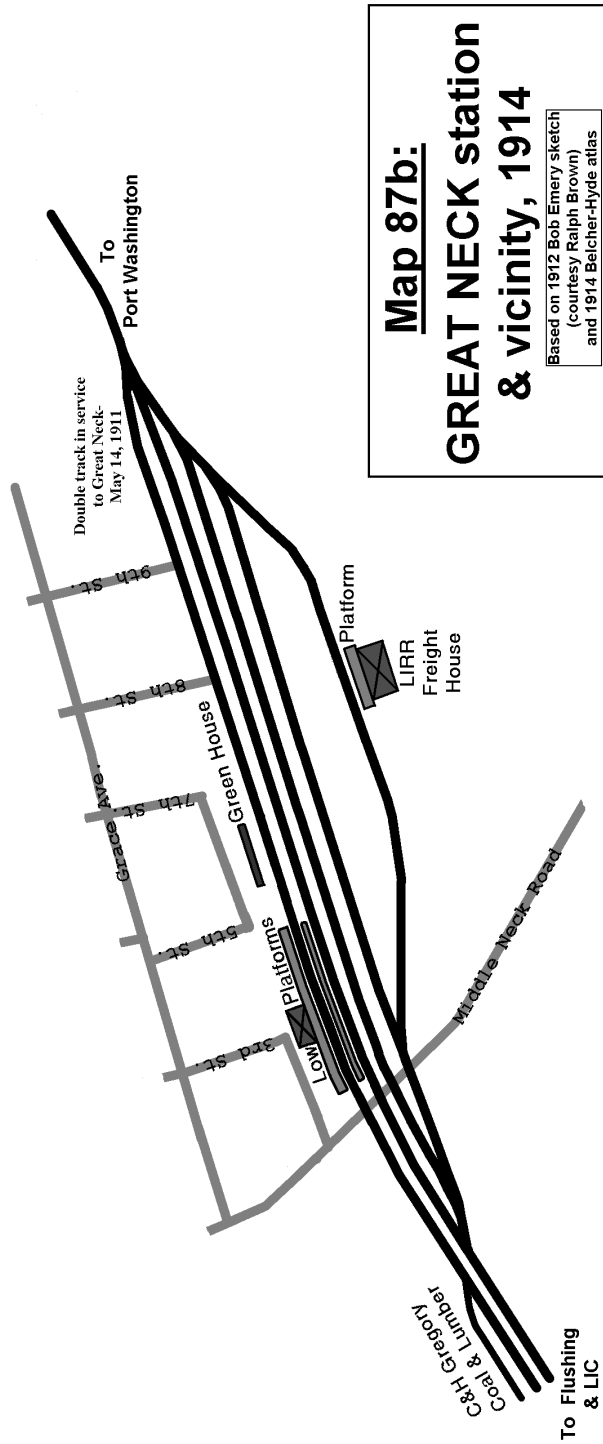 Map 87b:
GREAT NECK station
& vicinity, 1914
Based on 1912 Bob Emery sketch
(courtesy Ralph Brown)
and 1914 Belcher-Hyde atlas
To
Port Washington
Double track in service
to Great Neck-
May 14, 1911
9th St.
8th St.
7th St.
5th St.
3rd St.
Grace Ave.
Green House
Low Platforms
Platform
LIRR
Freight
House
Middle Neck Road
C&H Gregory
Coal & Lumber
To Flushing
& LIC